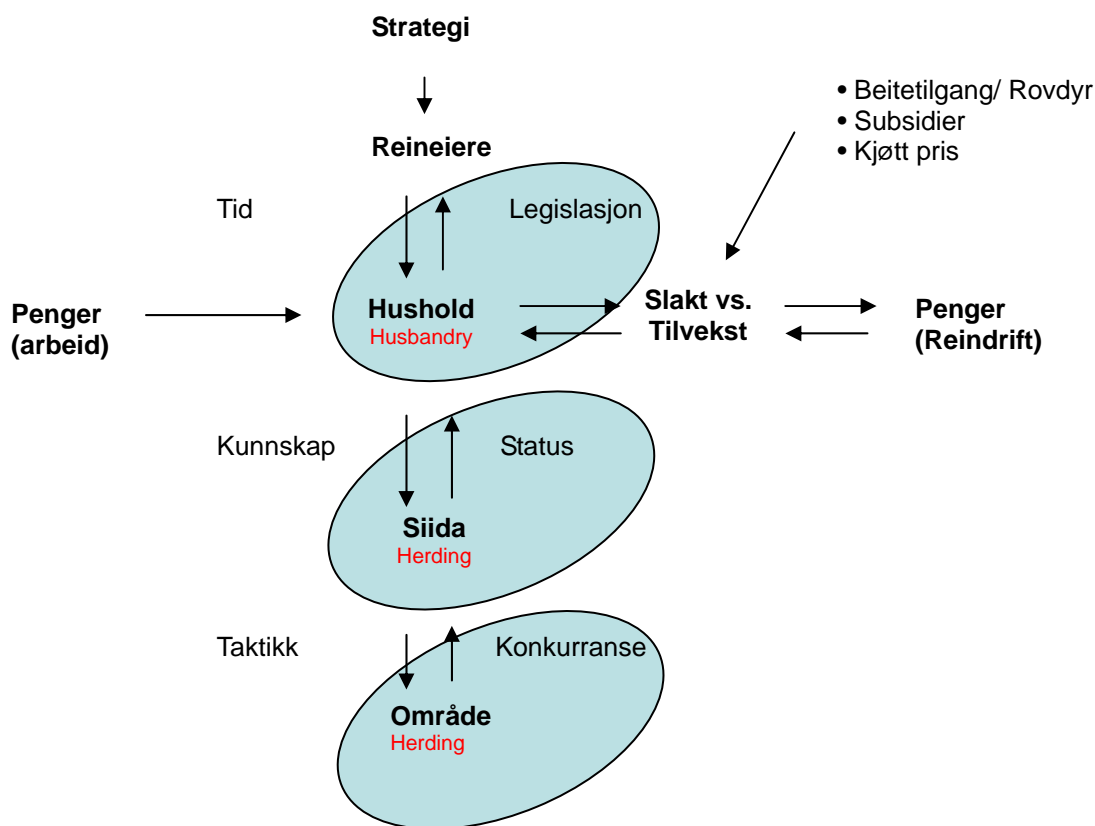 Strategi
• Beitetilgang/ Rovdyr
• Subsidier
• Kjøtt pris
Reineiere
Tid
Legislasjon
Penger
(arbeid)
Hushold
Husbandry
Slakt vs.
Tilvekst
Penger
(Reindrift)
Kunnskap
Status
Siida
Herding
Taktikk
Konkurranse
Område
Herding